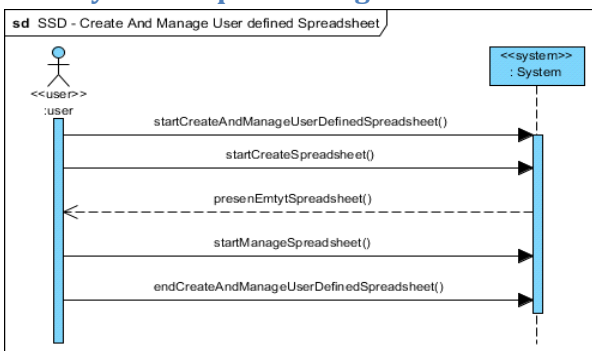 sd SSD - Create And Manage User defined Spreadsheet
<<user>>
:user
<<system>>
: System
startCreateAndManageUserDefinedSpreadsheet()
startCreateSpreadsheet()
presenEmtytSpreadsheet()
startManageSpreadsheet()
endCreateAndManageUserDefinedSpreadsheet()